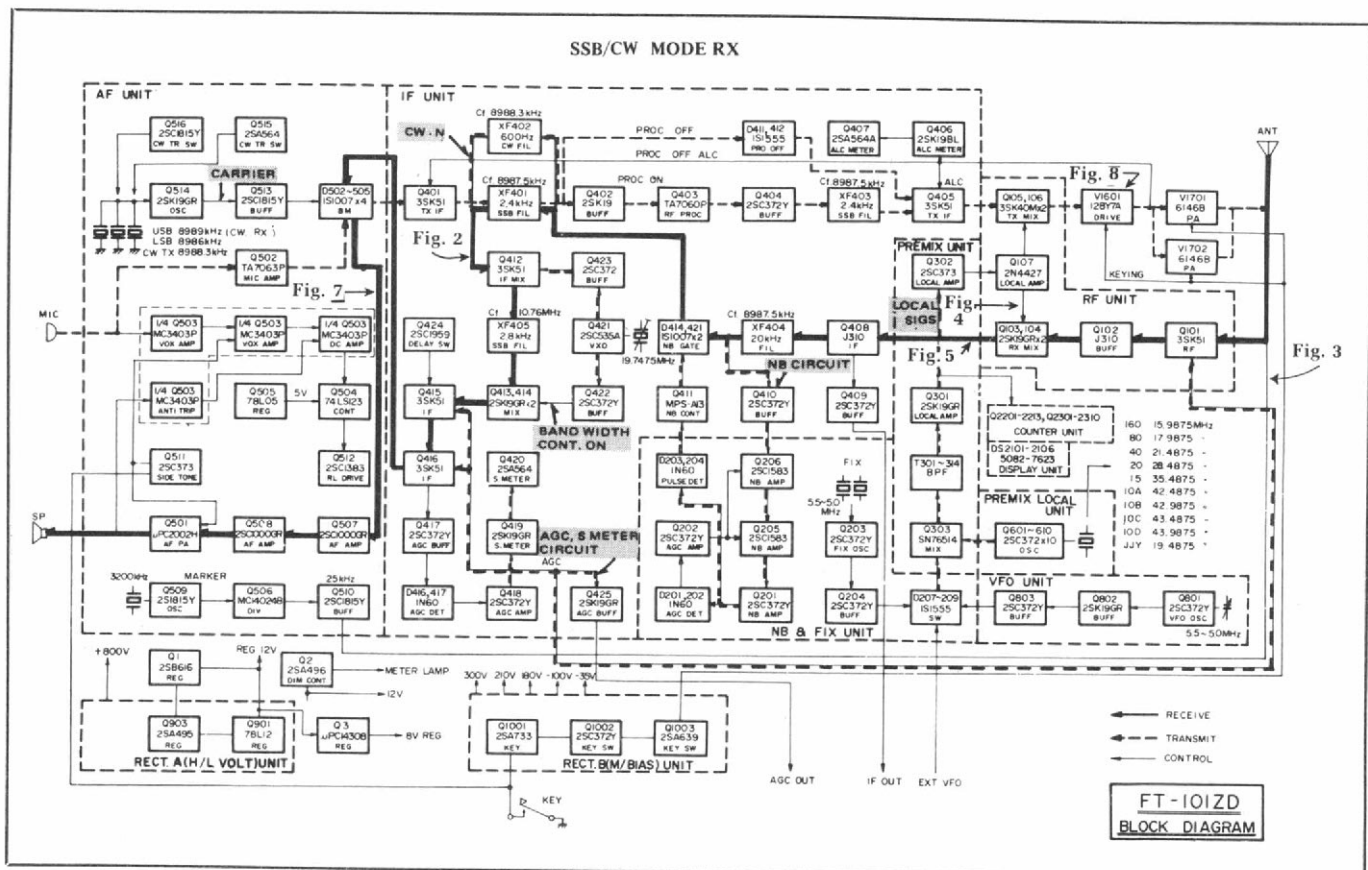 SSB/CW MODE RX
AF UNIT
Q516
2SC1815Y
CW TR SW
Q515
2SA564
CW TR SW
CARRIER
Q514
2SK19GR
OSC
Q513
2SC1815Y
BUFF
D502~505
1S1007x4
BM
USB 8989kHz (CW, RX)
LSB 8986kHz
CW TX 8988.3kHz
Q502
TA7063P
MIC AMP
Fig. 7
MIC
1/4 Q503
MC3403P
VOX AMP
1/4 Q503
MC3403P
VOX AMP
1/4 Q503
MC3403P
DC AMP
1/4 Q503
MC3403P
ANTI TRIP
Q505
78L05
REG
5V
Q504
74LS123
CONT
Q511
2SC373
SIDE TONE
Q512
2SC1383
RL DRIVE
SP
Q501
μPC2002H
AF PA
Q508
2SC1000GR
AF AMP
Q507
2SC1000GR
AF AMP
MARKER
3200kHz
25kHz
Q509
2S1815Y
OSC
Q506
MC14024B
DIV
Q510
2SC1815Y
BUFF
IF UNIT
Cf 8988.3kHz
CW-N
XF402
600Hz
CW FIL
PROC OFF
D411, 412
1S1555
PRO OFF
Q407
2SA564A
ALC METER
Q406
2SK19BL
ALC METER
PROC OFF ALC
Cf 8987.5kHz
PROC ON
Cf.8987.5kHz
ALC
Q401
3SK51
TX IF
XF401
2.4kHz
SSB FIL
Q402
2SK19
BUFF
Q403
TA7060P
RF PROC
Q404
2SC372Y
BUFF
XF403
2.4kHz
SSB FIL
Q405
3SK51
TX IF
Fig. 2
Q412
3SK51
IF MIX
Q423
2SC372
BUFF
Cf 10.76MHz
Q424
2SC1959
DELAY SW
XF405
2.8kHz
SSB FIL
Q421
2SC535A
VXO
19.7475MHz
D414,421
1S1007x2
NB GATE
Cf 8987.5kHz
XF404
20kHz
FIL
Q408
J310
IF
NB CIRCUIT
Q415
3SK51
IF
Q413,414
2SK19GR x2
MIX
Q422
2SC372Y
BUFF
Q411
MPS-A13
NB CONT
Q410
2SC372Y
BUFF
Q409
2SC372Y
BUFF
BAND WIDTH
CONT. ON
Q416
3SK51
IF
Q420
2SA564
S.METER
D203,204
1N60
PULSE DET
Q206
2SC1583
NB AMP
FIX
5.5~5.0
MHz
Q417
2SC372Y
AGC BUFF
Q419
2SK19GR
S.METER
AGC, S METER
CIRCUIT
AGC
Q202
2SC372Y
AGC AMP
Q205
2SC1583
NB AMP
Q203
2SC372Y
FIX OSC
D416,417
1N60
AGC DET
Q418
2SC372Y
AGC AMP
Q425
2SK19GR
AGC BUFF
D201,202
1N60
AGC DET
Q201
2SC372Y
NB AMP
Q204
2SC372Y
BUFF
NB & FIX UNIT
D207~209
1S1555
SW
PREMIX UNIT
Q302
2SC373
LOCAL AMP
LOCAL
SIGS
Q301
2SK19GR
LOCAL AMP
T301~314
BPF
Q303
SN76514
MIX
Fig. 5
Fig. 4
Q105,106
3SK40Mx2
TX MIX
Q107
2N4427
LOCAL AMP
Q103,104
2SK19GRx2
RX MIX
Fig. 8
V1601
12BY7A
DRIVE
V1701
6146B
PA
V1702
6146B
PA
KEYING
ANT
RF UNIT
Q102
J310
BUFF
Q101
3SK51
RF
Fig. 3
Q2201-2213,Q2301-2310
COUNTER UNIT
DS2101-2106
5082-7623
DISPLAY UNIT
PREMIX LOCAL
UNIT
Q601~610
2SC372x10
OSC
160 15.9875MHz
80 17.9875 "
40 21.4875 "
20 28.4875 "
15 35.4875 "
10A 42.4875 "
10B 42.9875 "
10C 43.4875 "
10D 43.9875 "
JJY 19.4875 "
VFO UNIT
Q803
2SC372Y
BUFF
Q802
2SK19GR
BUFF
Q801
2SC372Y
VFO OSC
5.5~5.0MHz
+800V
Q1
2SB616
REG
REG 12V
Q2
2SA496
DIM CONT
METER LAMP
12V
Q903
2SA495
REG
Q901
78L12
REG
Q3
μPC14308
REG
8V REG
RECT. A(H/L VOLT)UNIT
300V 210V 180V -100V -35V
Q1001
2SA733
KEY
Q1002
2SC372Y
KEY SW
Q1003
2SA639
KEY SW
RECT.B(M/BIAS) UNIT
KEY
AGC OUT
IF OUT
EXT VFO
RECEIVE
TRANSMIT
CONTROL
FT-101ZD
BLOCK DIAGRAM